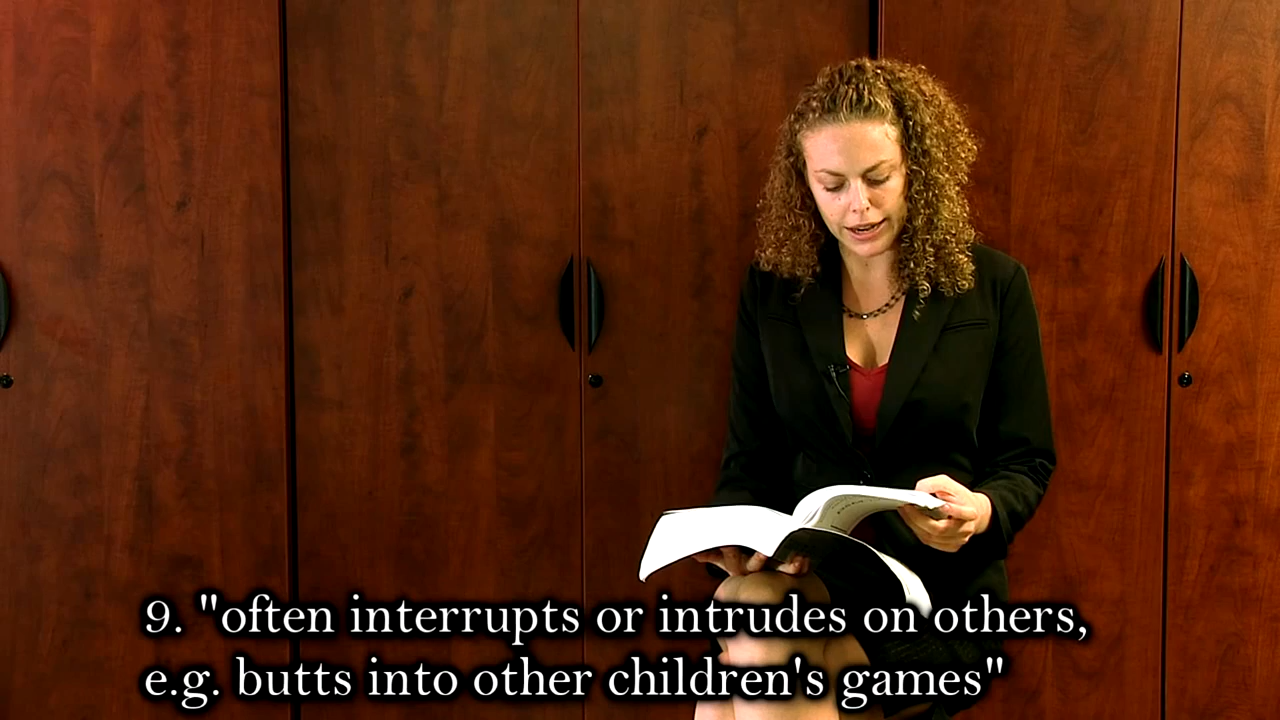 9. "often interrupts or intrudes on others,
e.g. butts into other children's games"